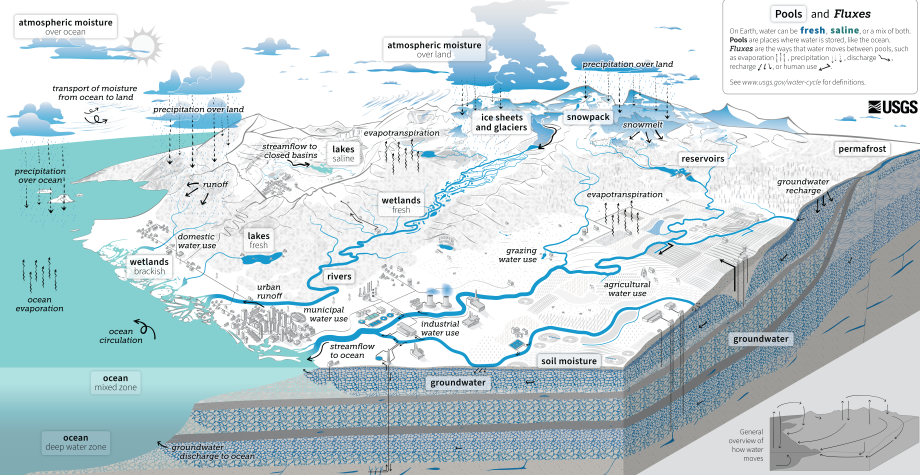 atmospheric moisture
over ocean
atmospheric moisture
over land
precipitation over land
Pools and Fluxes
On Earth, water can be fresh, saline, or a mix of both.
Pools are places where water is stored, like the ocean.
Fluxes are the ways that water moves between pools, such
as evaporation, precipitation, discharge,
recharge, or human use
See www.usgs.gov/water-cycle for definitions.
USGS
transport of moisture
from ocean to land
precipitation over land
ice sheets
and glaciers
snowpack
snowmelt
evapotranspiration
streamflow to
closed basins
lakes
saline
permafrost
reservoirs
precipitation
over ocean
runoff
groundwater
recharge
wetlands
fresh
evapotranspiration
domestic
water use
lakes
fresh
grazing
water use
wetlands
brackish
rivers
agricultural
water use
urban
runoff
ocean
evaporation
municipal
water use
industrial
water use
ocean
circulation
streamflow
to ocean
soil moisture
groundwater
ocean
mixed zone
groundwater
ocean
deep water zone
groundwater
discharge to ocean
General
overview of
how water
moves